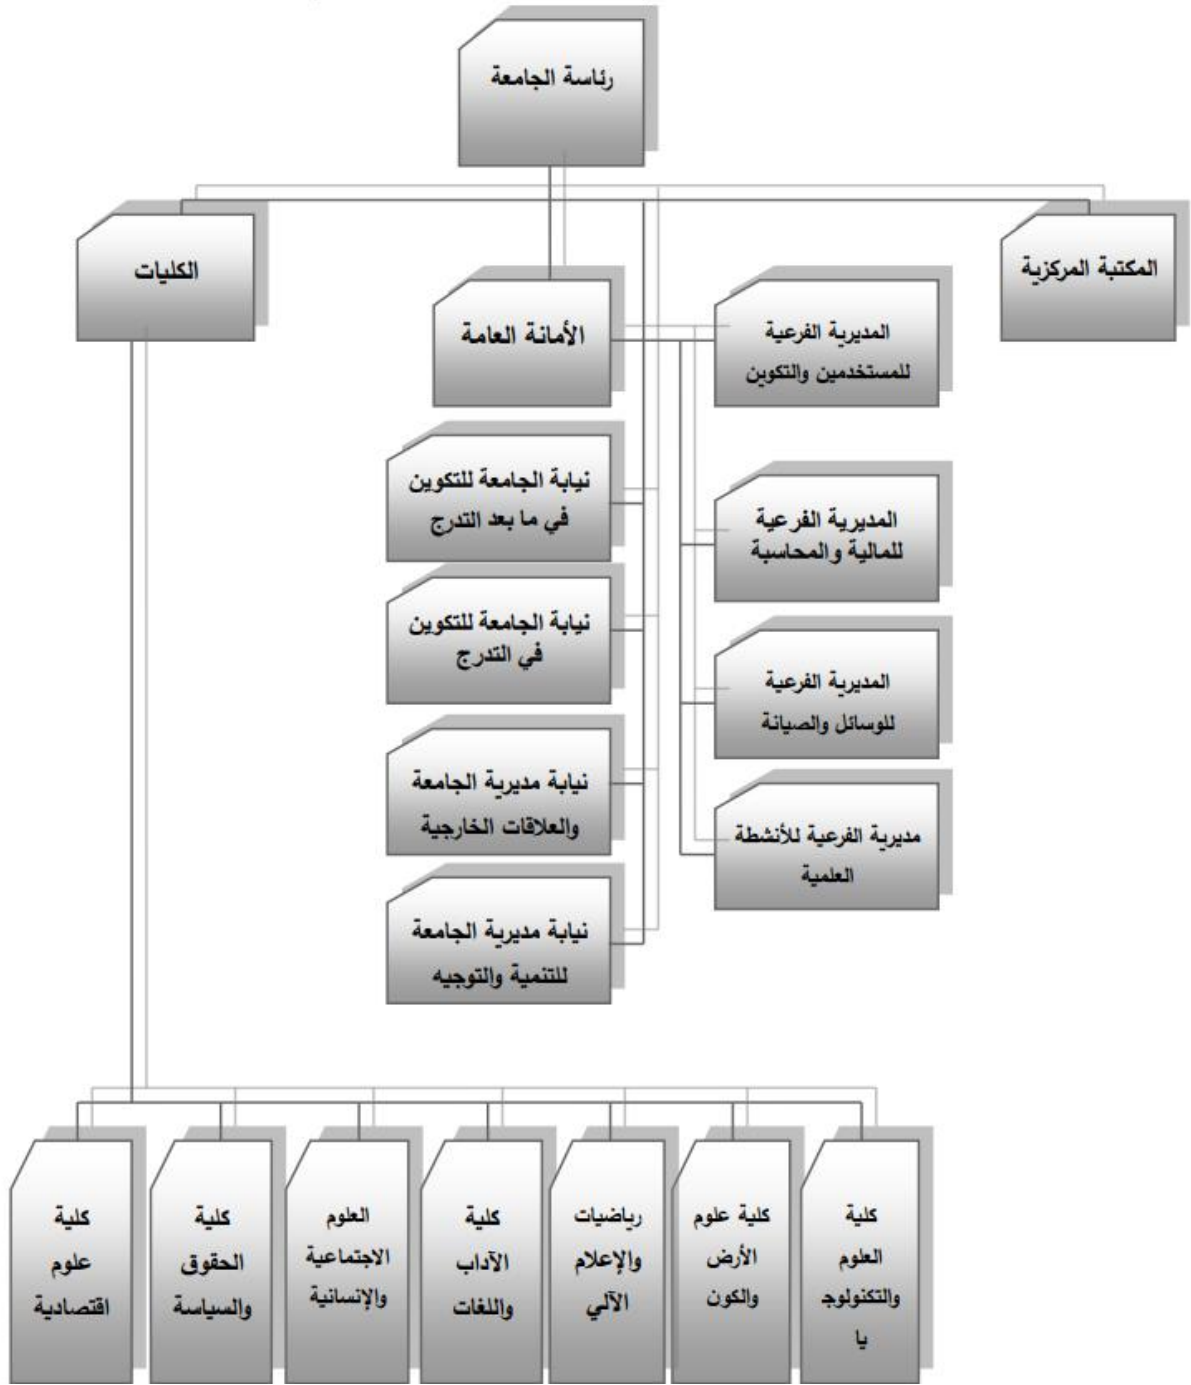 رئاسة الجامعة
المكتبة المركزية
الكليات
الأمانة العامة
المديرية الفرعية
للمستخدمين والتكوين
نيابة الجامعة للتكوين
في ما بعد التدرج
المديرية الفرعية
للمالية والمحاسبة
نيابة الجامعة للتكوين
في التدرج
المديرية الفرعية
للوسائل والصيانة
نيابة مديرية الجامعة
والعلاقات الخارجية
مديرية الفرعية للأنشطة
العلمية
نيابة مديرية الجامعة
للتنمية والتوجيه
كلية
العلوم
والتكنولوج
يا
كلية علوم
الأرض
والكون
رياضيات
والإعلام
الآلي
كلية
الآداب
واللغات
العلوم
الاجتماعية
والإنسانية
كلية
الحقوق
والسياسة
كلية
علوم
اقتصادية